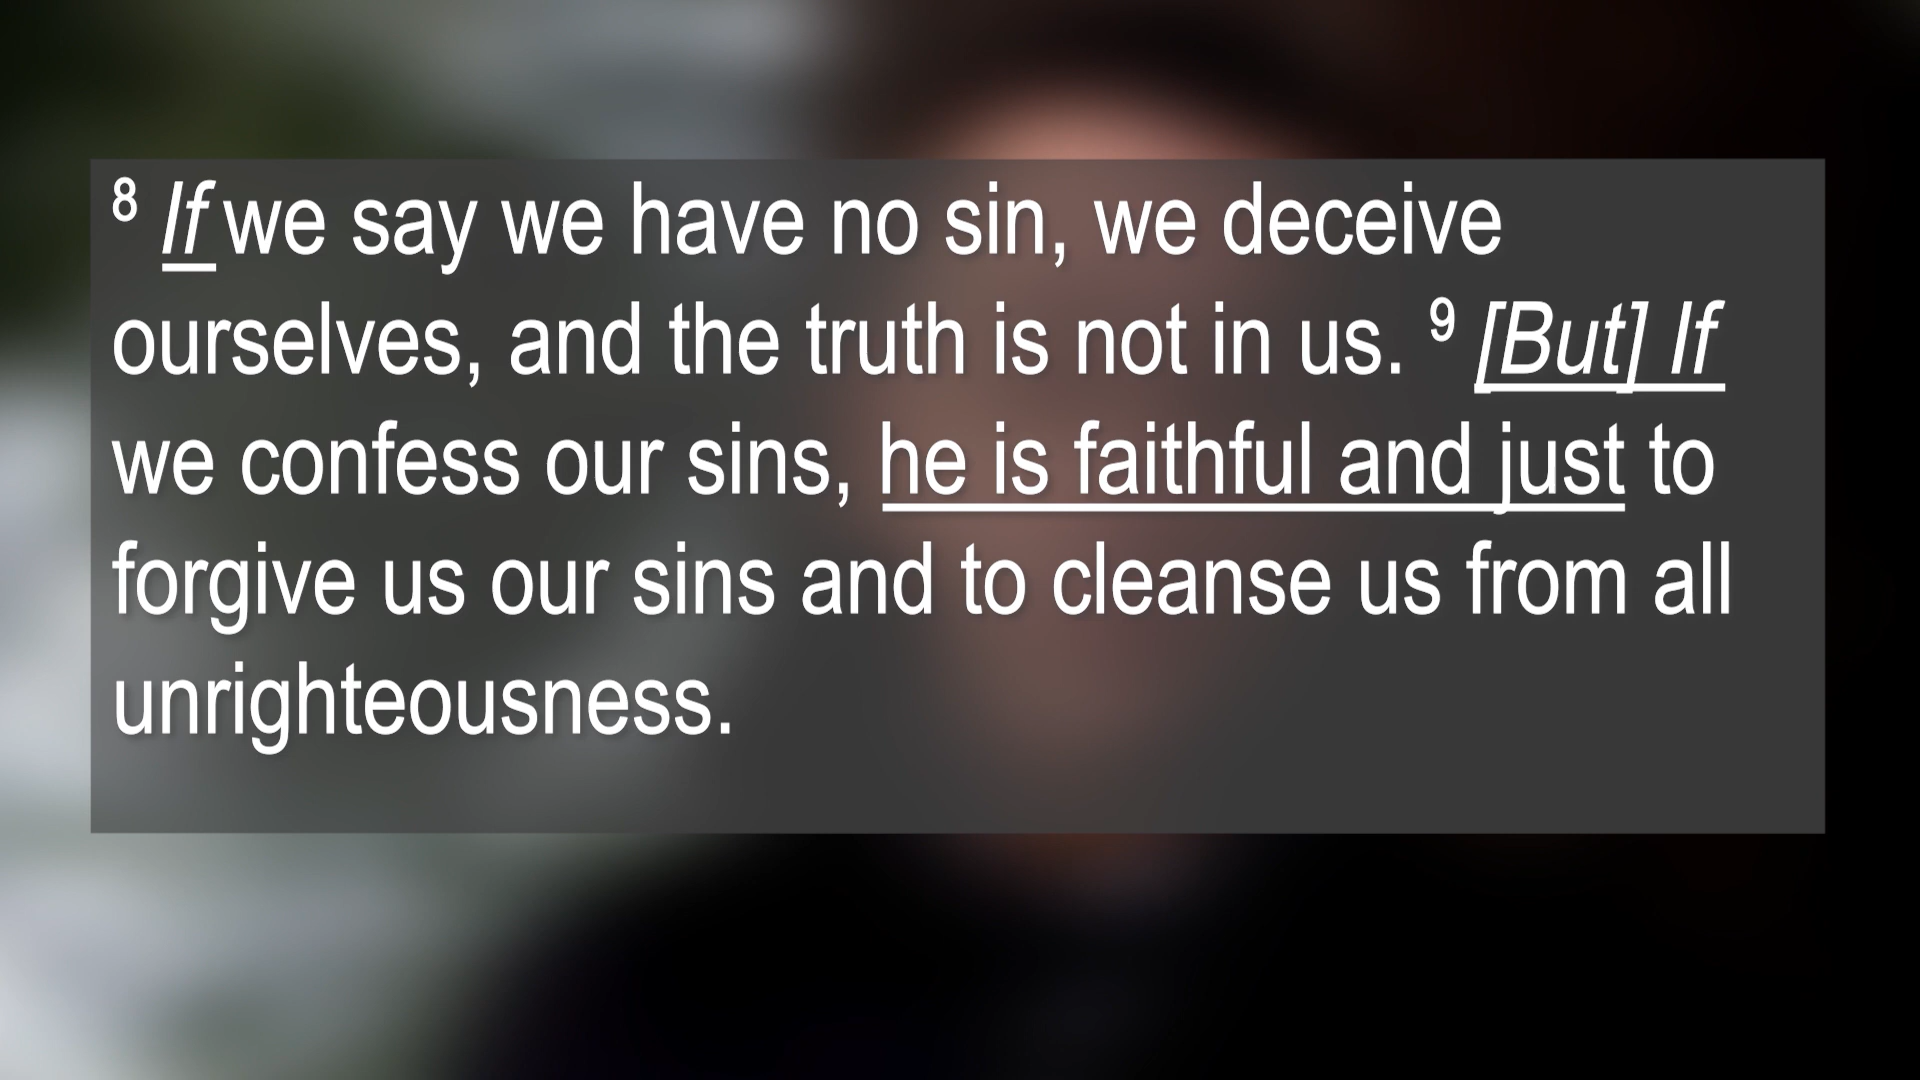 8 If we say we have no sin, we deceive
ourselves, and the truth is not in us. 9 [But] If
we confess our sins, he is faithful and just to
forgive us our sins and to cleanse us from all
unrighteousness.